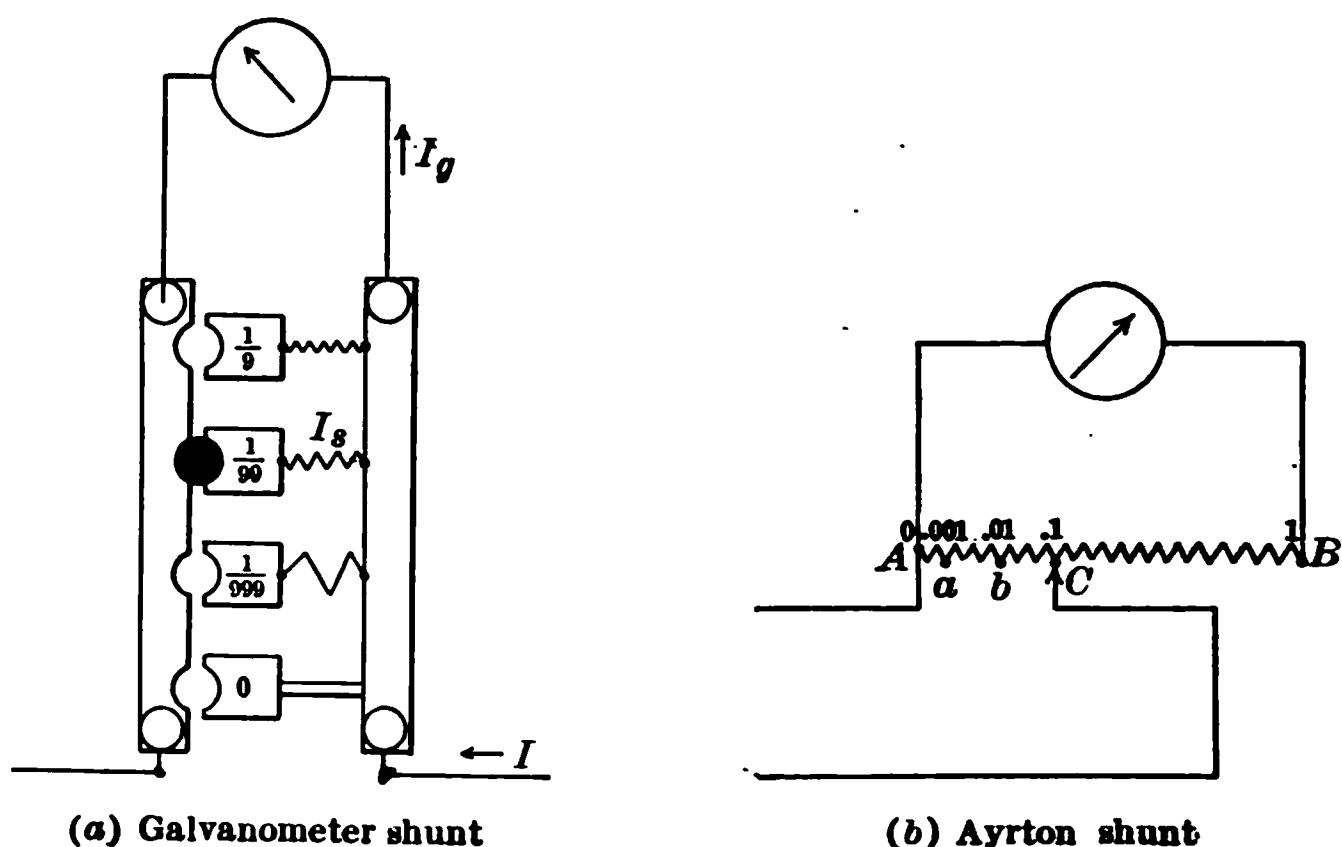 I_g
1/9
1/99
I_s
1/999
0
I
(a) Galvanometer shunt
0 .001 .01 .1 1
A a b C B
(b) Ayrton shunt